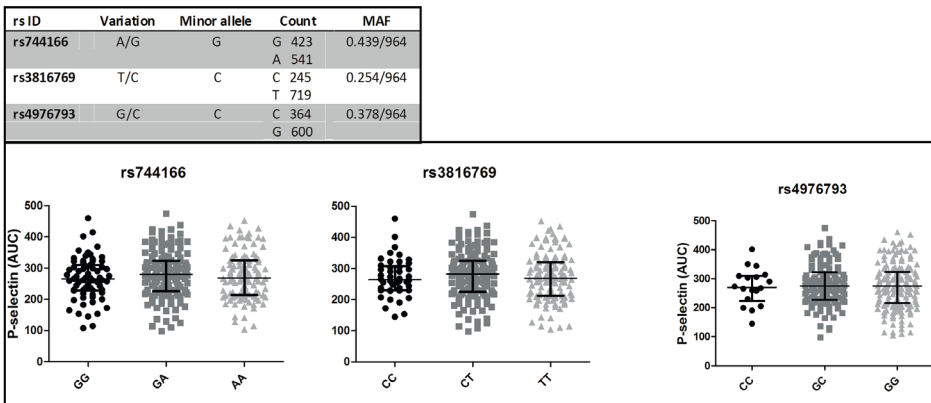 rs ID Variation Minor allele Count MAF
rs744166 A/G G G 423 0.439/964
A 541
rs3816769 T/C C C 245 0.254/964
T 719
rs4976793 G/C C C 364 0.378/964
G 600
rs744166
P-selectin (AUC)
500
400
300
200
100
0
GG GA AA
rs3816769
500
400
300
200
100
0
CC CT TT
rs4976793
P-selectin (AUC)
500
400
300
200
100
0
CC GC GG